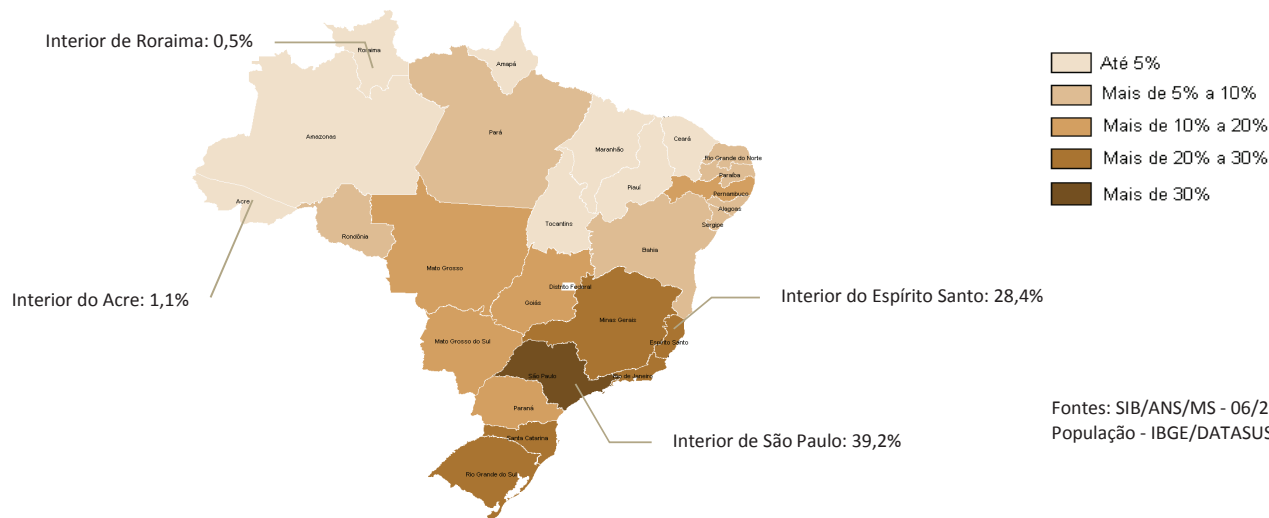 Interior de Roraima: 0,5%
Roraima
Amapá
Até 5%
Mais de 5% a 10%
Mais de 10% a 20%
Mais de 20% a 30%
Mais de 30%
Amazonas
Pará
Maranhão
Ceará
Rio Grande do Norte
Paraíba
Piauí
Pernambuco
Alagoas
Sergipe
Acre
Tocantins
Rondônia
Bahia
Mato Grosso
Distrito Federal
Goiás
Interior do Acre: 1,1%
Interior do Espírito Santo: 28,4%
Minas Gerais
Mato Grosso do Sul
Espírito Santo
São Paulo
Rio de Janeiro
Paraná
Fontes: SIB/ANS/MS - 06/2
População - IBGE/DATASUS
Santa Catarina
Interior de São Paulo: 39,2%
Rio Grande do Sul